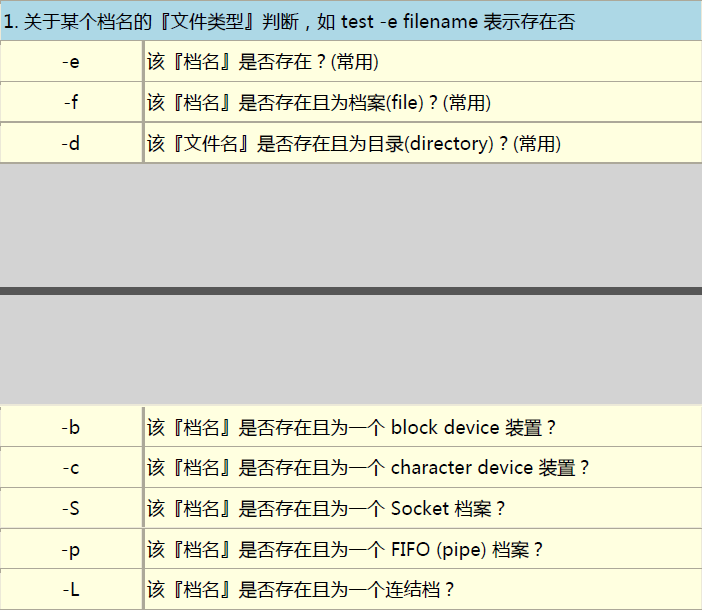 1. 关于某个档名的『文件类型』判断，如 test -e filename 表示存在否
-e 该『档名』是否存在？(常用)
-f 该『档名』是否存在且为档案(file)？(常用)
-d 该『文件名』是否存在且为目录(directory)？(常用)
-b 该『档名』是否存在且为一个 block device 装置？
-c 该『档名』是否存在且为一个 character device 装置？
-S 该『档名』是否存在且为一个 Socket 档案？
-p 该『档名』是否存在且为一个 FIFO (pipe) 档案？
-L 该『档名』是否存在且为一个连结档？